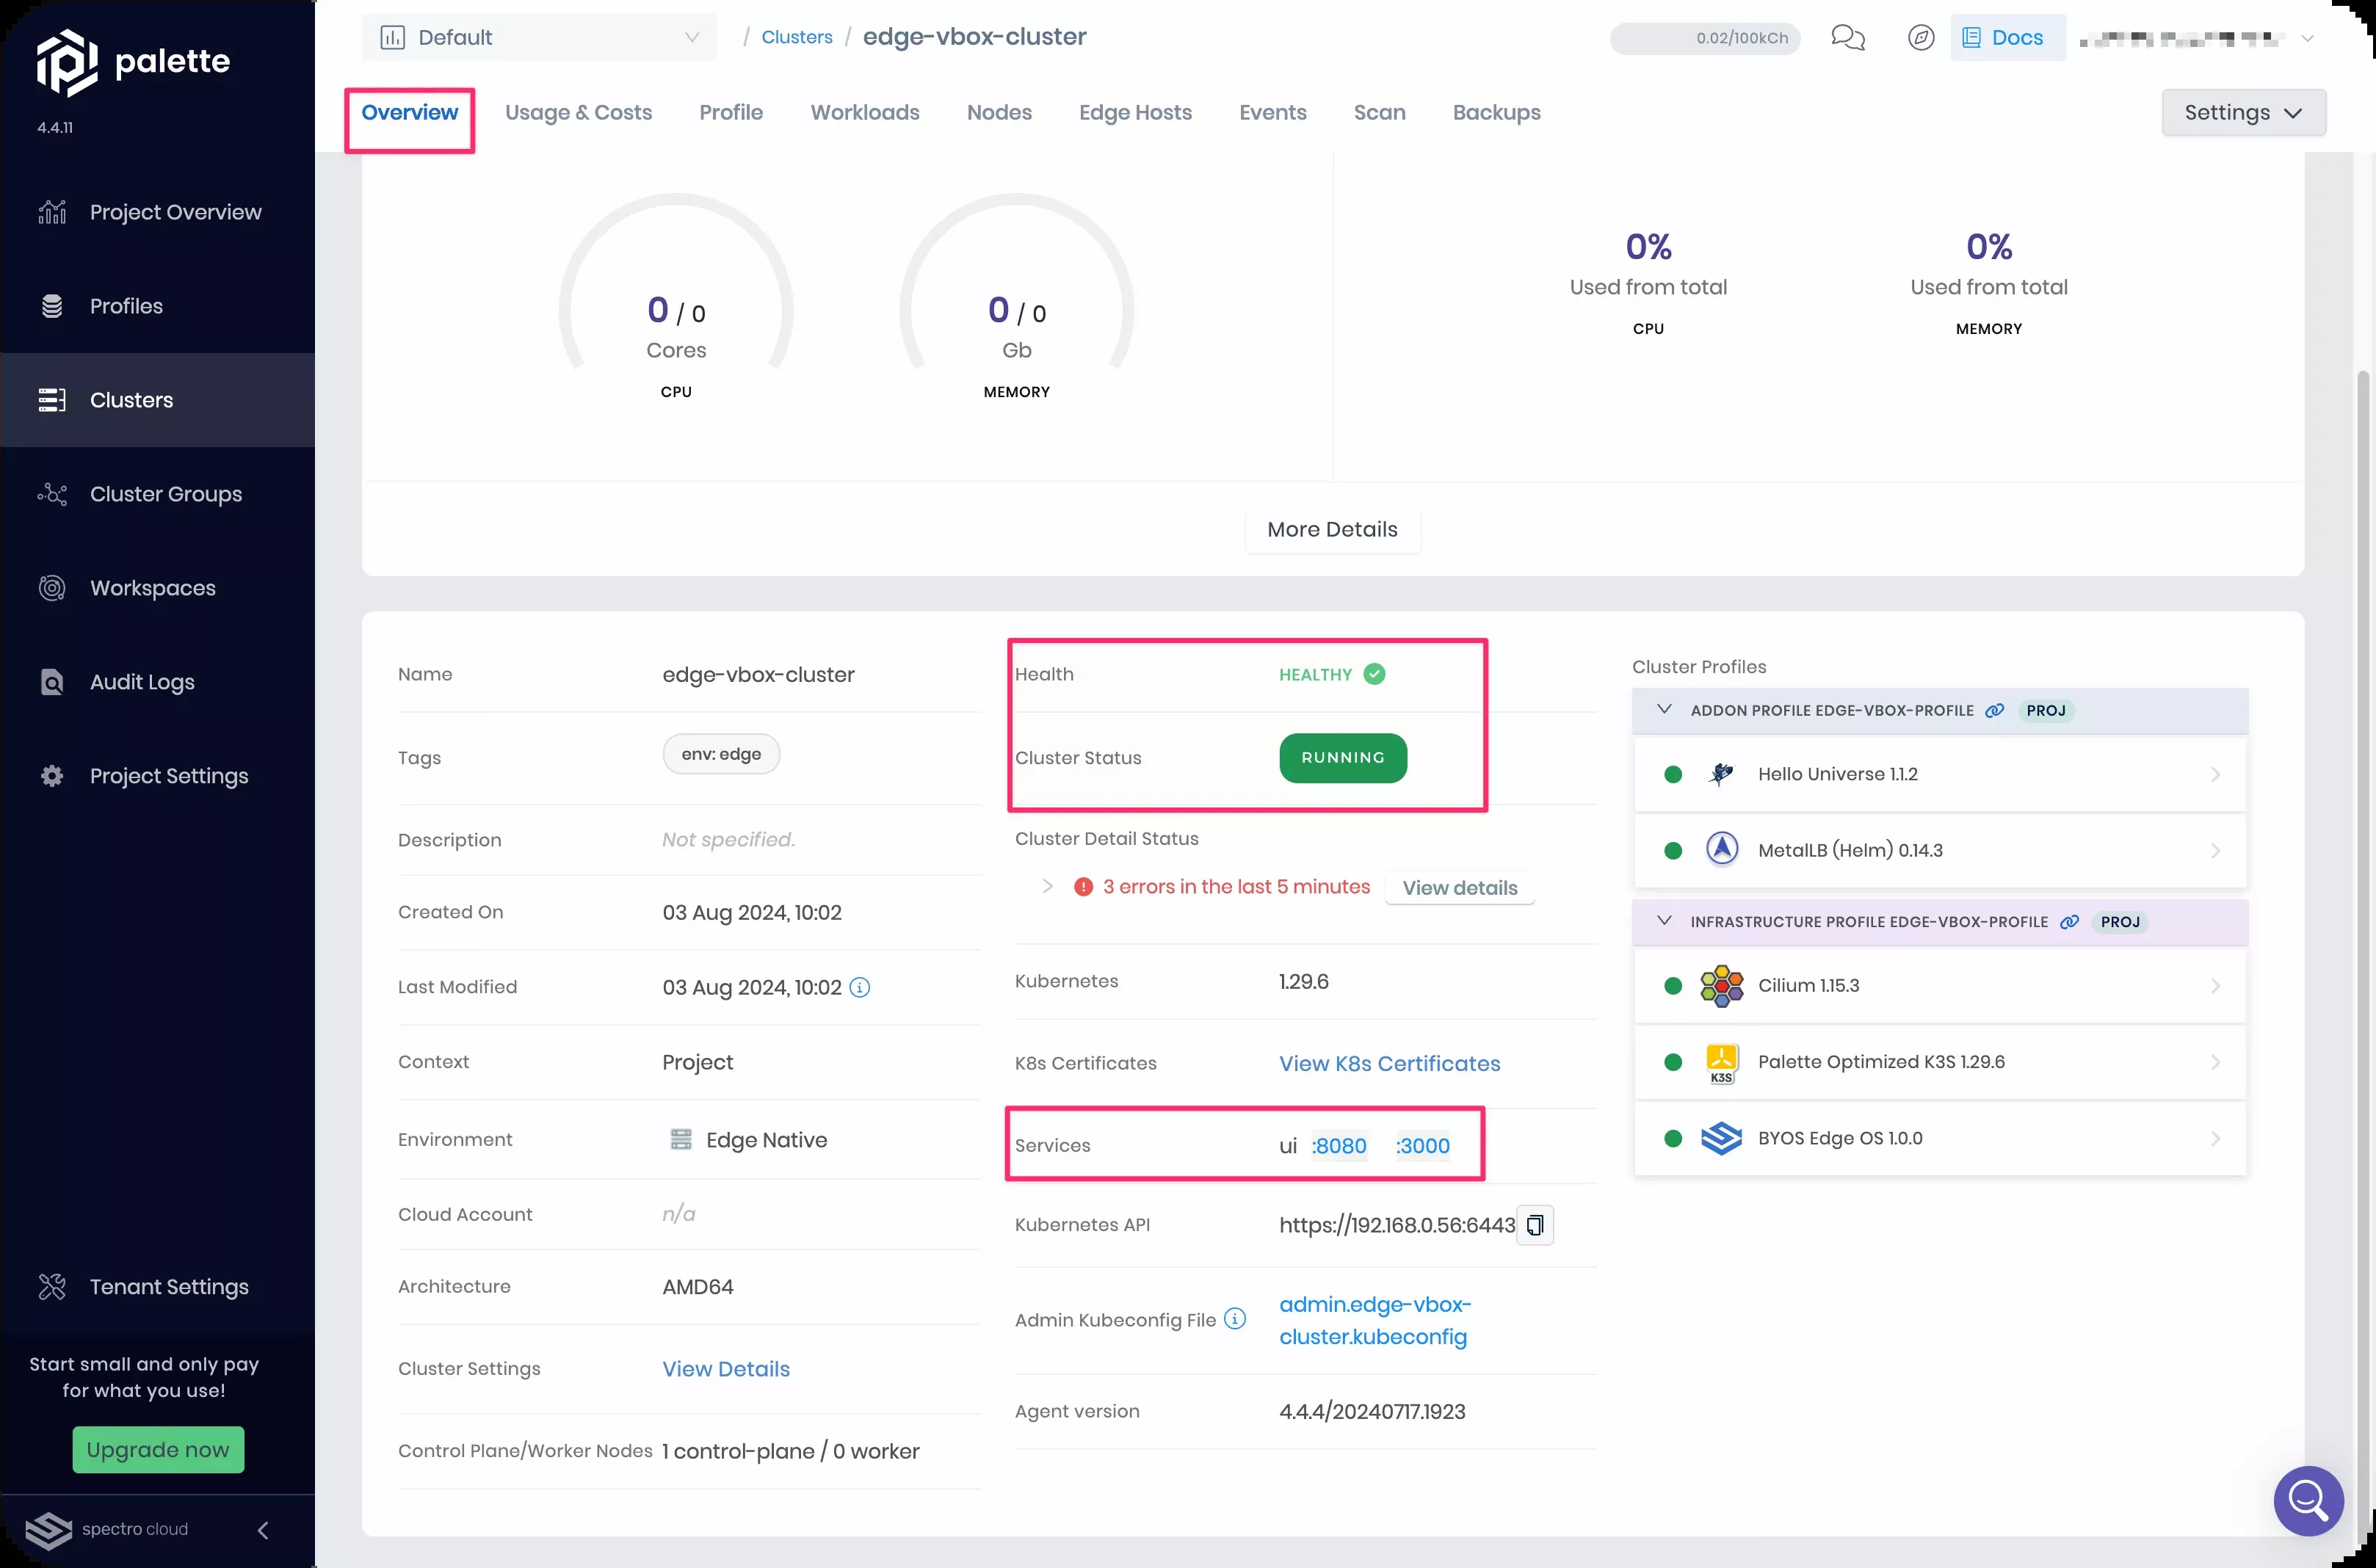 palette
4.4.11
Project Overview
Profiles
Clusters
Cluster Groups
Workspaces
Audit Logs
Project Settings
Tenant Settings
Start small and only pay
for what you use!
Upgrade now
spectro cloud
Default
/ Clusters / edge-vbox-cluster
0.02/100kCh
Docs
Overview
Usage & Costs
Profile
Workloads
Nodes
Edge Hosts
Events
Scan
Backups
Settings
0 / 0
Cores
CPU
0 / 0
Gb
MEMORY
0%
Used from total
CPU
0%
Used from total
MEMORY
More Details
Name edge-vbox-cluster
Tags env: edge
Description Not specified.
Created On 03 Aug 2024, 10:02
Last Modified 03 Aug 2024, 10:02
Context Project
Environment Edge Native
Cloud Account n/a
Architecture AMD64
Cluster Settings View Details
Control Plane/Worker Nodes 1 control-plane / 0 worker
Health HEALTHY
Cluster Status RUNNING
Cluster Detail Status
3 errors in the last 5 minutes View details
Kubernetes 1.29.6
K8s Certificates View K8s Certificates
Services ui :8080 :3000
Kubernetes API https://192.168.0.56:6443
Admin Kubeconfig File admin.edge-vbox-
cluster.kubeconfig
Agent version 4.4.4/20240717.1923
Cluster Profiles
ADDON PROFILE EDGE-VBOX-PROFILE PROJ
Hello Universe 1.1.2
MetalLB (Helm) 0.14.3
INFRASTRUCTURE PROFILE EDGE-VBOX-PROFILE PROJ
Cilium 1.15.3
K3S
Palette Optimized K3S 1.29.6
BYOS Edge OS 1.0.0